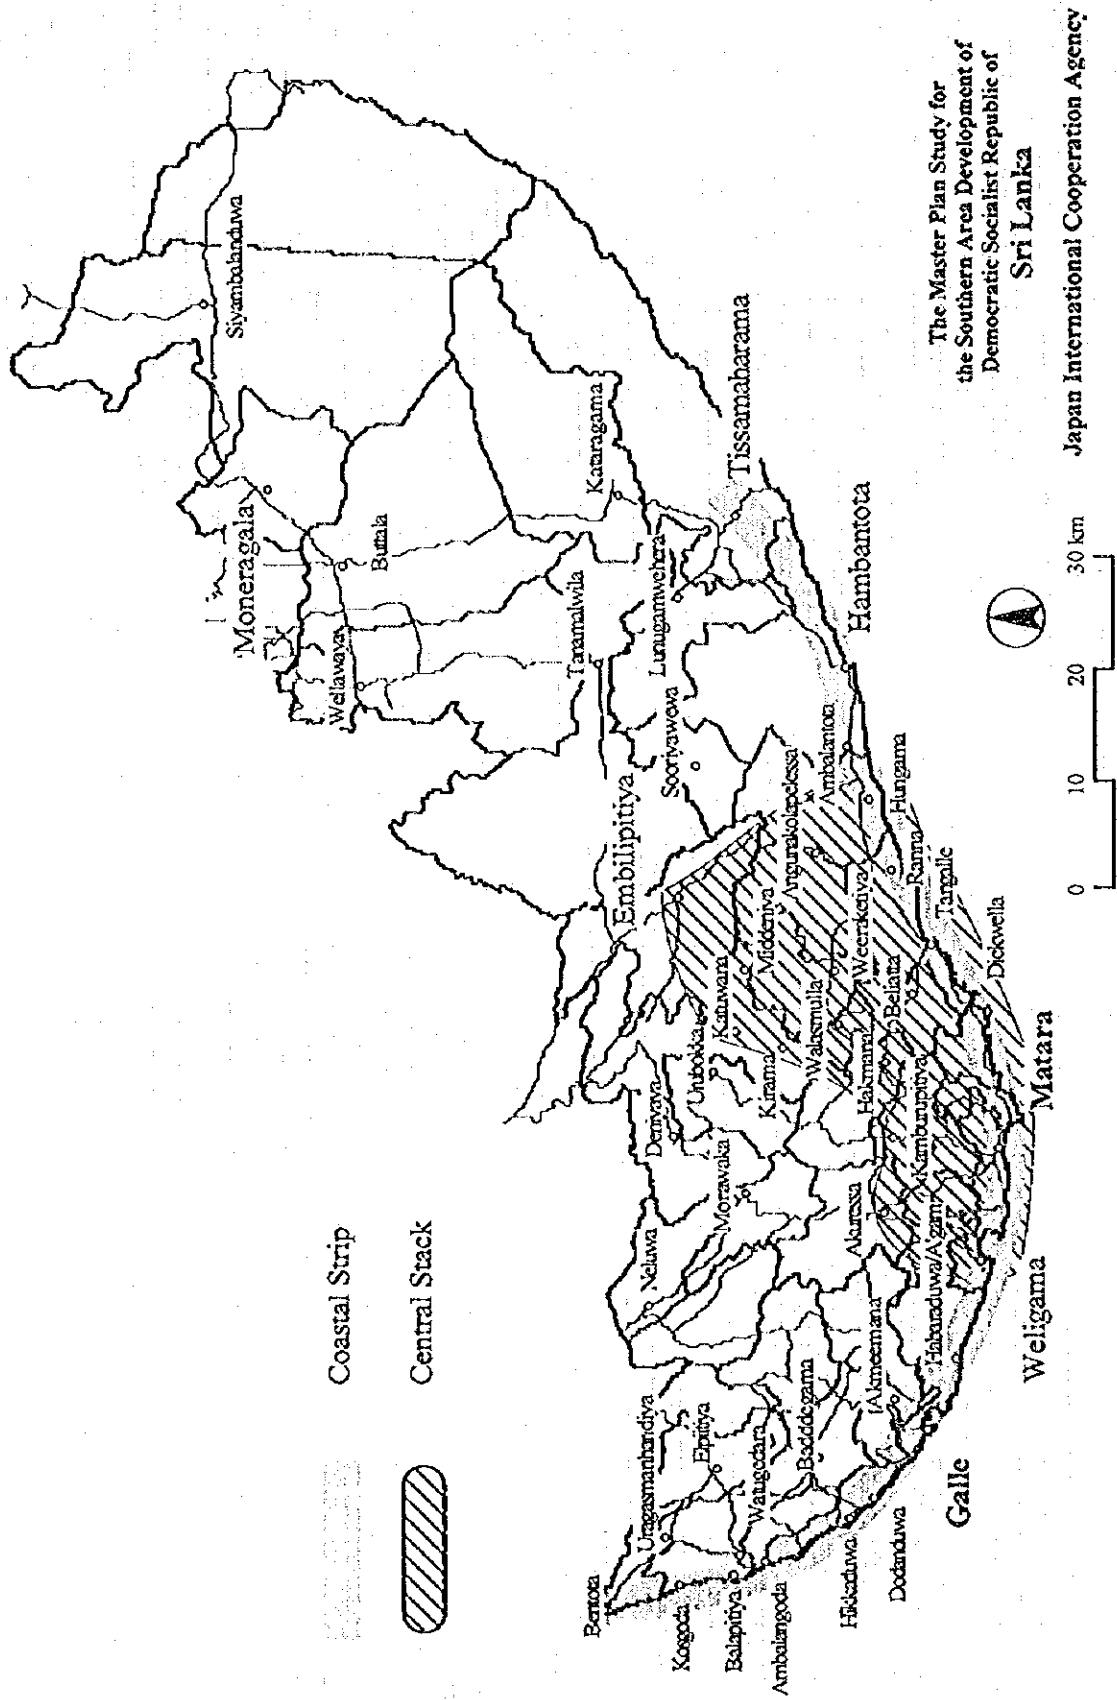 Coastal Strip
Central Stack
Siyambalanduwa
Moneragala
Buttala
Wellawaya
Kataragama
Tanamalwila
Lunugamwehera
Tissamaharama
Embilipitiya
Sooriyawewa
Hambantota
Ambalantota
Angunakolapelessa
Hungama
Ranna
Tangalle
Dickwella
Middeniya
Weeraketiya
Beliatta
Katuwana
Walasmulla
Urubokka
Kirama
Hakmana
Kamburupitiya
Deniyaya
Morawaka
Akuressa
Neluwa
Matara
Weligama
Habaraduwa/A'gama
Akmeemana
Baddegama
Watugedara
Elpitiya
Uragasmanhandiya
Bentota
Kosgoda
Balapitiya
Ambalangoda
Hikkaduwa
Dodanduwa
Galle
0 10 20 30 km
The Master Plan Study for
the Southern Area Development of
Democratic Socialist Republic of
Sri Lanka
Japan International Cooperation Agency